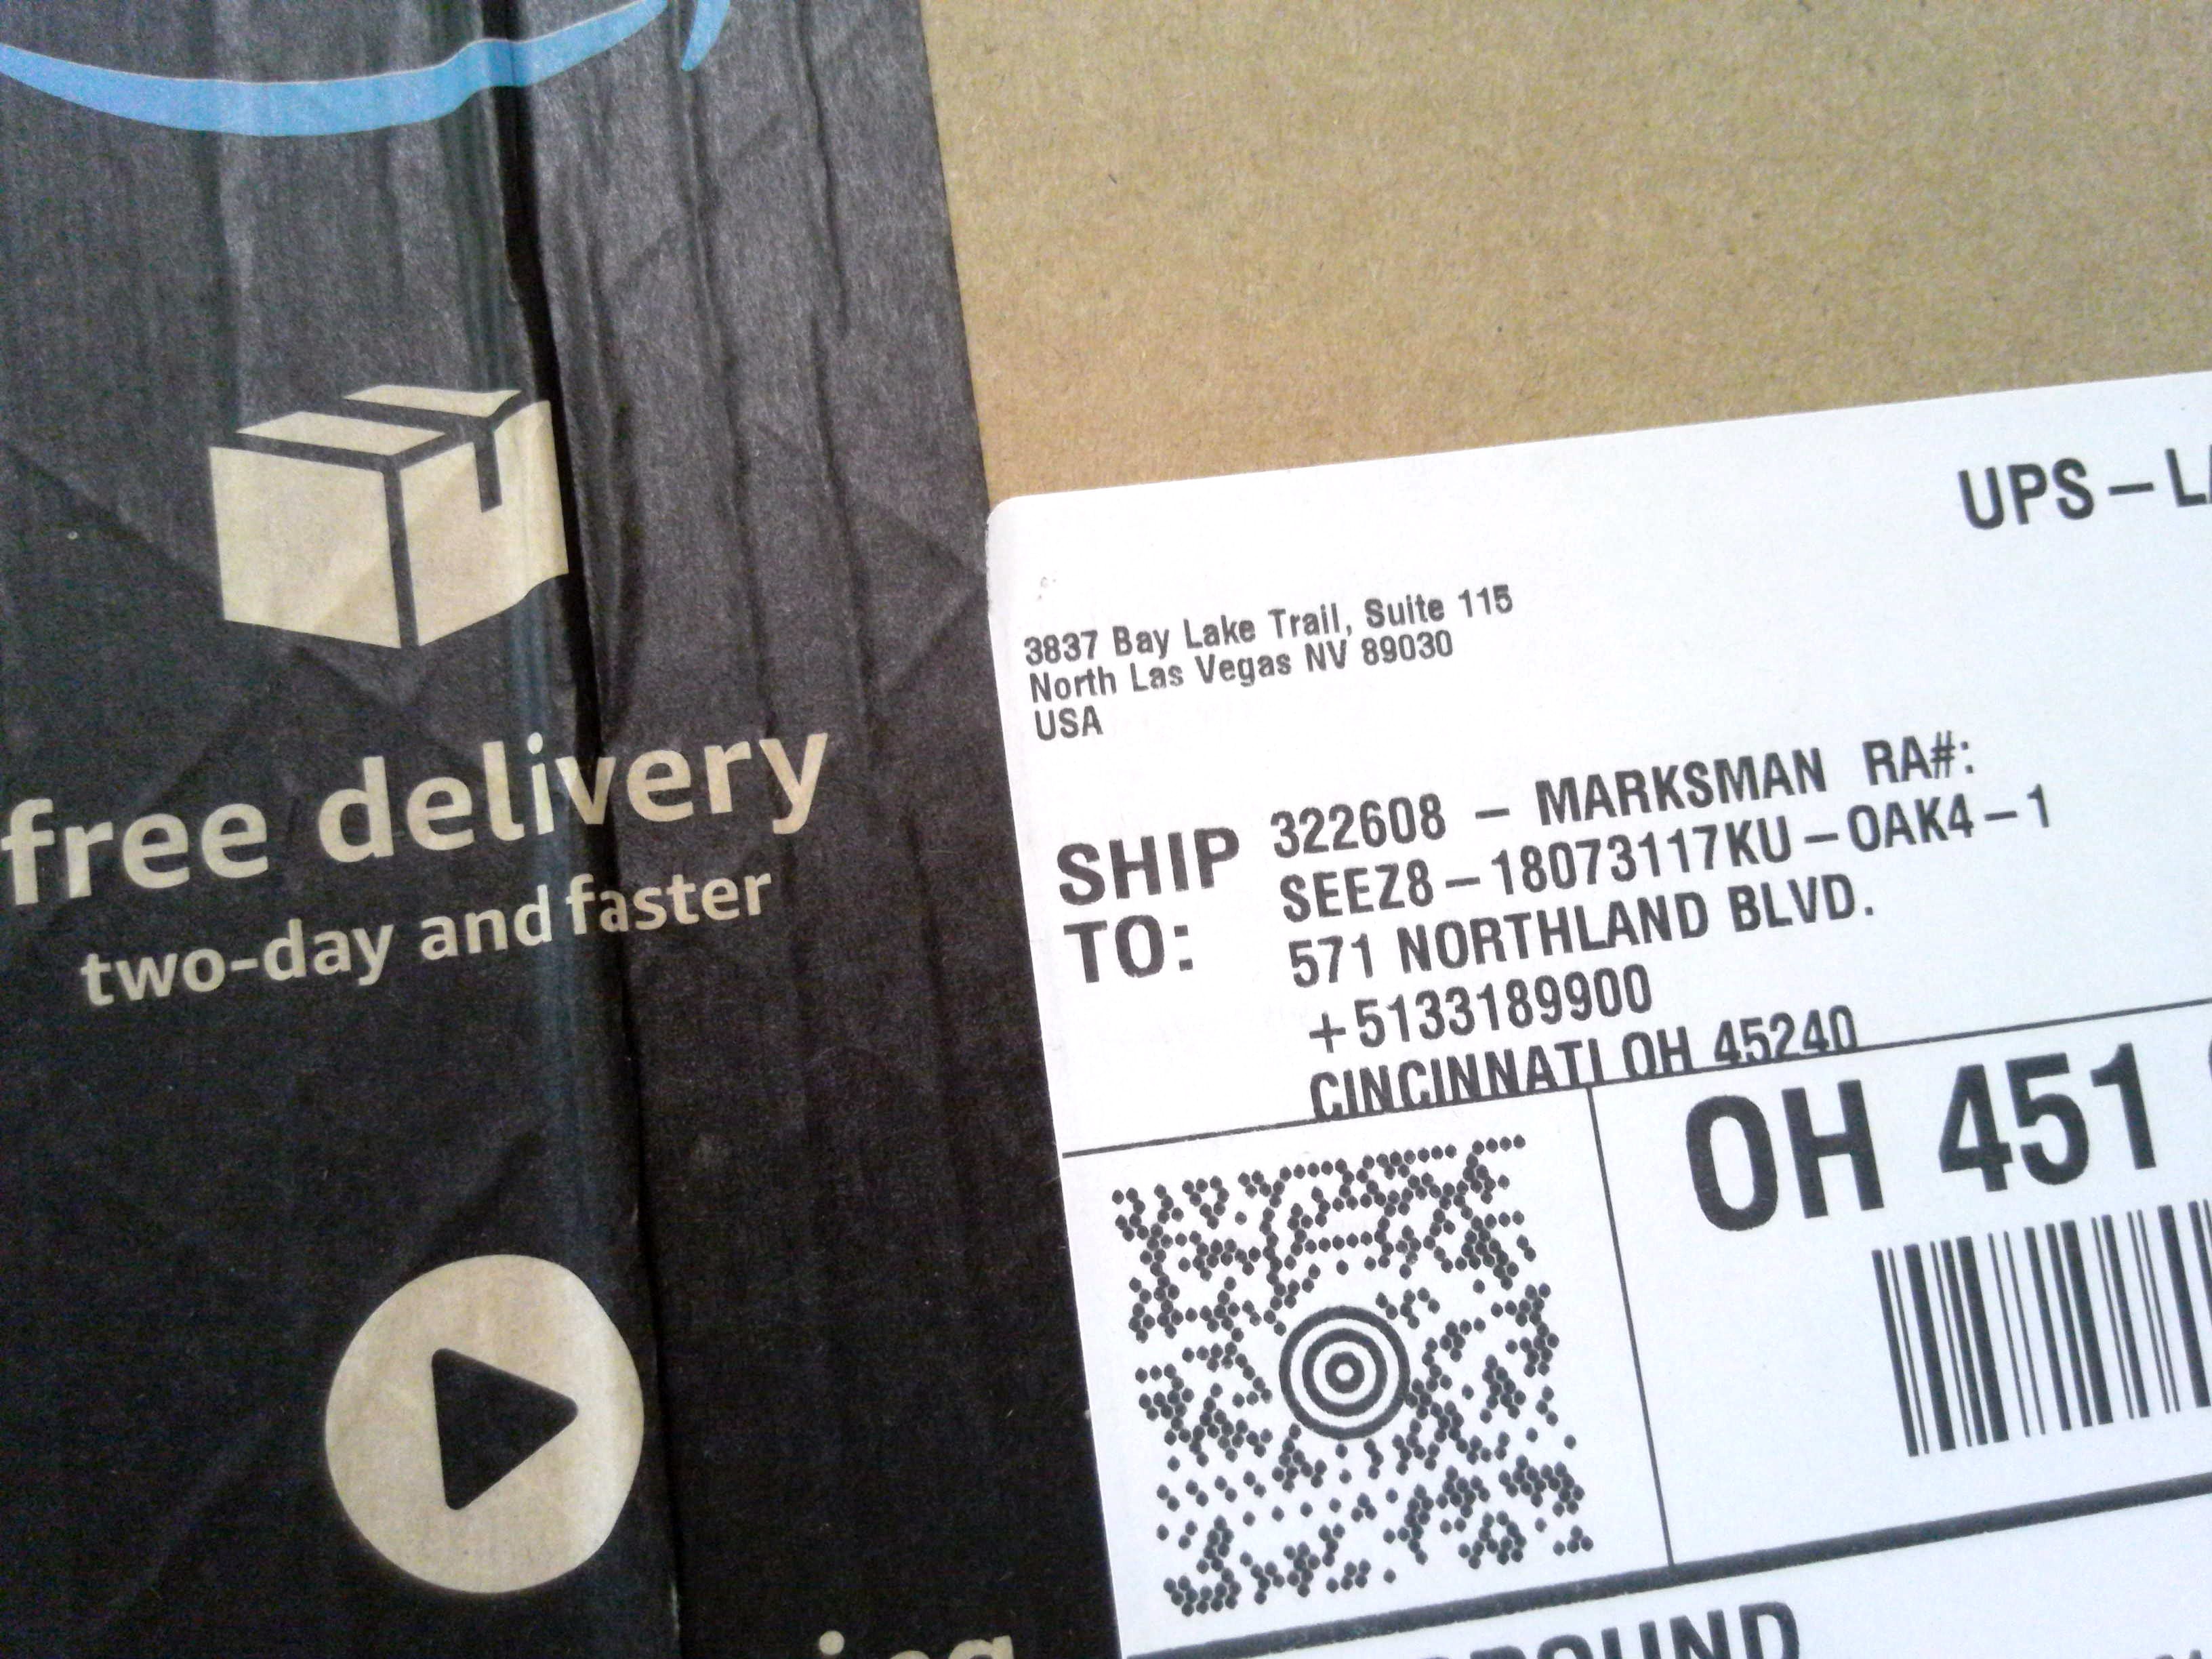 free delivery
two-day and faster
UPS - L
3837 Bay Lake Trail, Suite 115
North Las Vegas NV 89030
USA
SHIP TO:
322608 - MARKSMAN RA#:
SEEZ8-18073117KU-OAK4-1
571 NORTHLAND BLVD.
+5133189900
CINCINNATI OH 45240
OH 451